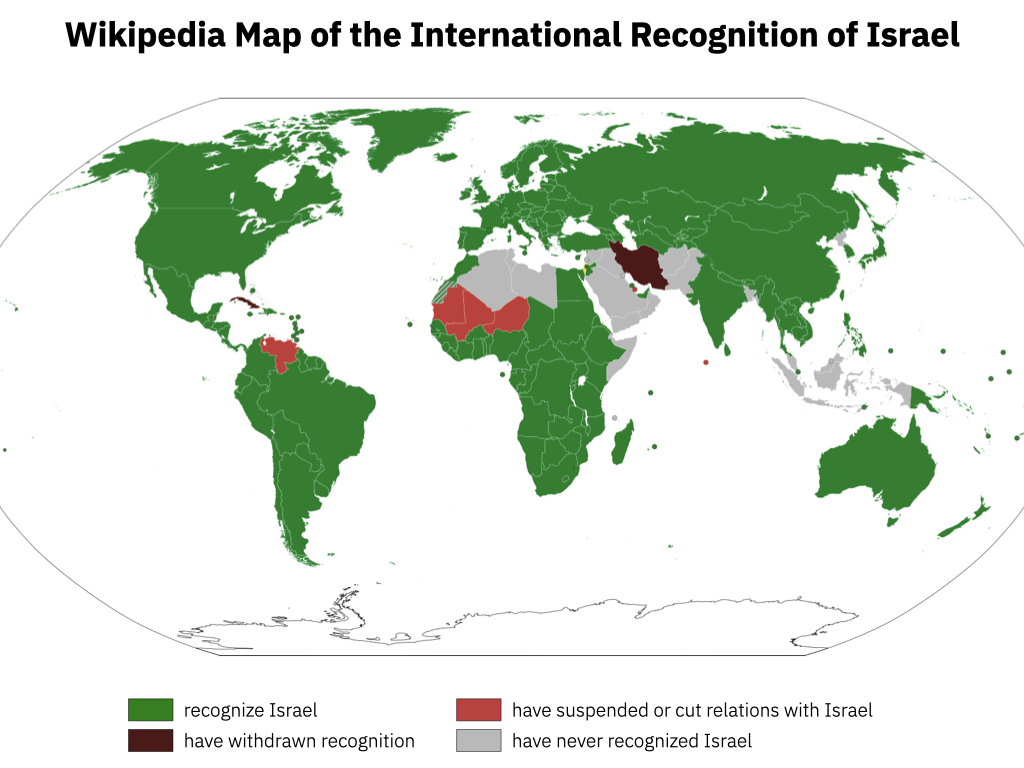 Wikipedia Map of the International Recognition of Israel
recognize Israel
have suspended or cut relations with Israel
have withdrawn recognition
have never recognized Israel